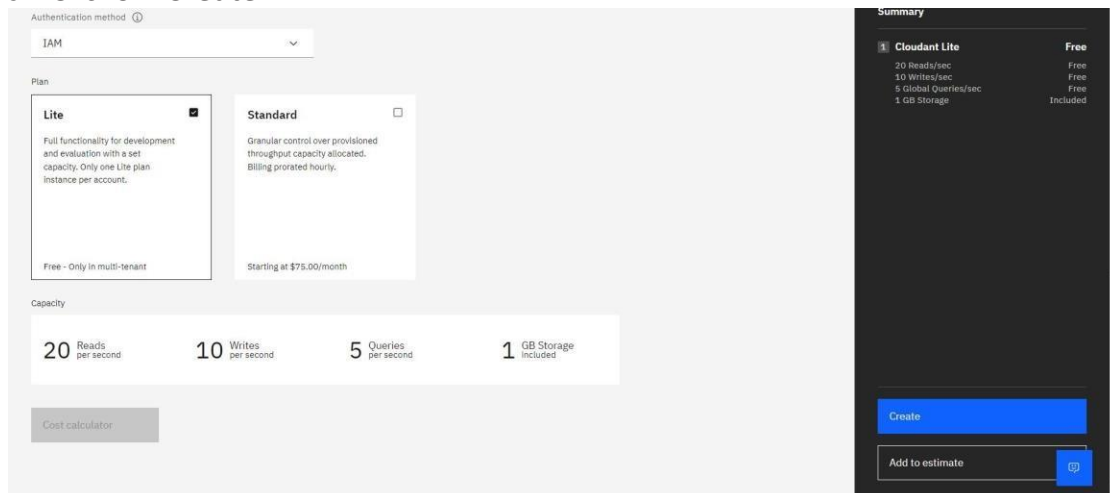 Authentication method
IAM
Plan
Lite
Full functionality for development
and evaluation with a set
capacity. Only one Lite plan
instance per account.
Free - Only in multi-tenant
Standard
Granular control over provisioned
throughput capacity allocated.
Billing prorated hourly.
Starting at $75.00/month
Capacity
20 Reads per second
10 Writes per second
5 Queries per second
1 GB Storage included
Cost calculator
Summary
1 Cloudant Lite Free
20 Reads/sec Free
10 Writes/sec Free
5 Global Queries/sec Free
1 GB Storage Included
Create
Add to estimate